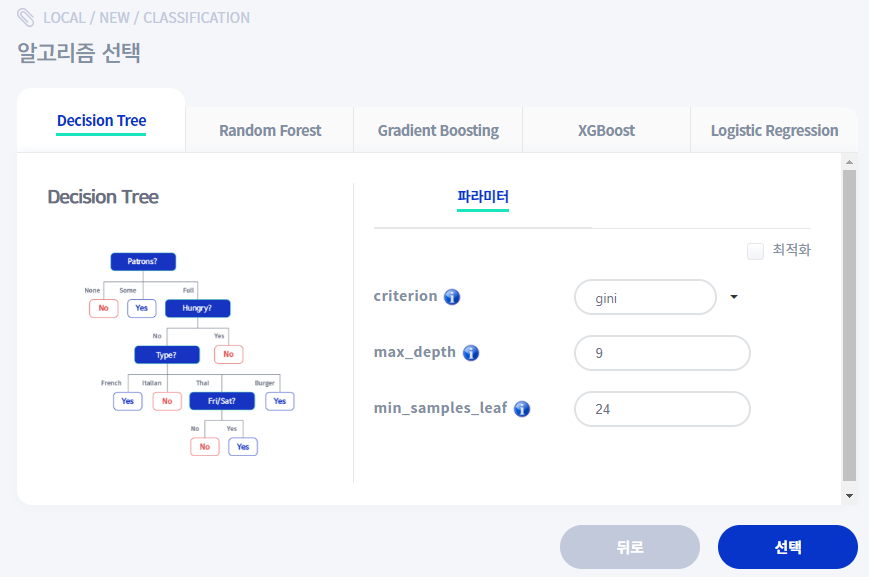 LOCAL / NEW / CLASSIFICATION
알고리즘 선택
Decision Tree
Random Forest
Gradient Boosting
XGBoost
Logistic Regression
Decision Tree
Patrons?
None Some Full
No Yes Hungry?
No Yes
Type? No
French Italian Thai Burger
Yes No Fri/Sat? Yes
No Yes
No Yes
파라미터
최적화
criterion
gini
max_depth
9
min_samples_leaf
24
뒤로
선택